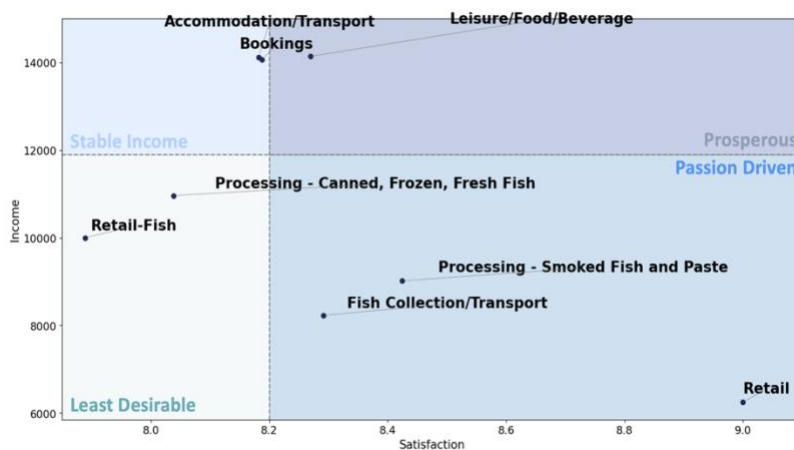 Accommodation/Transport
Leisure/Food/Beverage
Bookings
14000
Stable Income
Prosperous
12000
Passion Driven
Processing - Canned, Frozen, Fresh Fish
Retail-Fish
10000
Income
Processing - Smoked Fish and Paste
Fish Collection/Transport
8000
Retail
Least Desirable
6000
8.0
8.2
8.4
8.6
8.8
9.0
Satisfaction